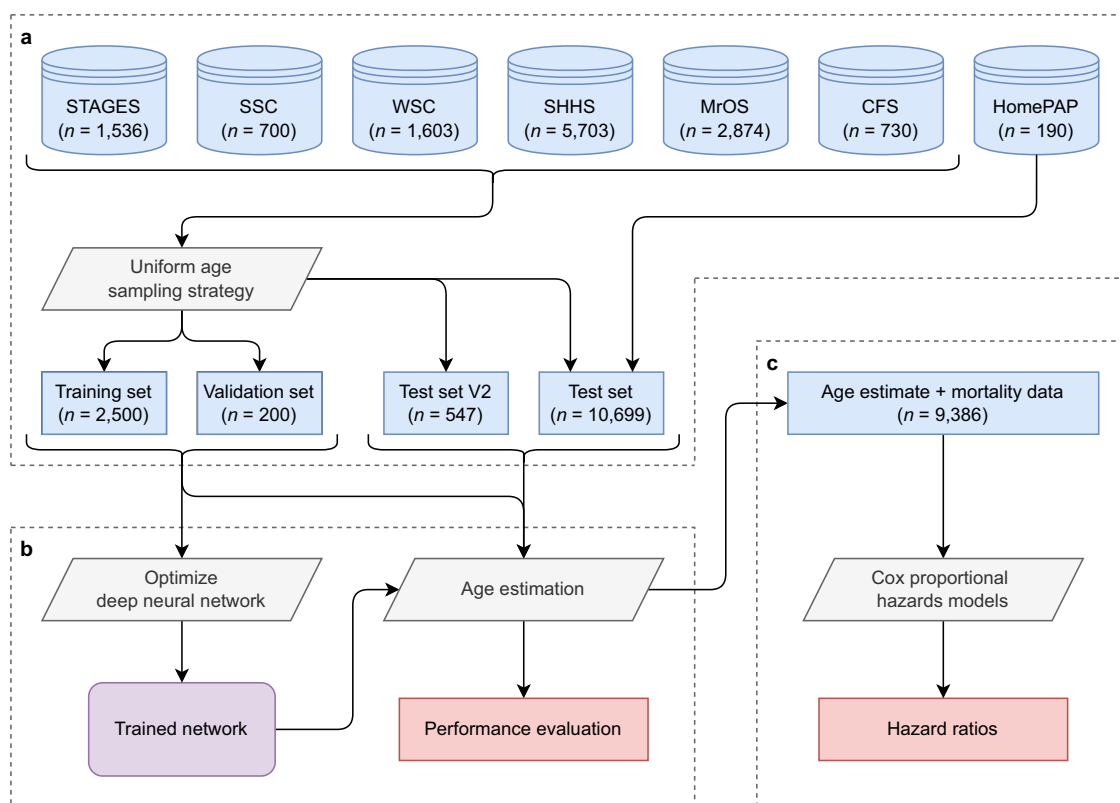 a
STAGES
(n = 1,536)
SSC
(n = 700)
WSC
(n = 1,603)
SHHS
(n = 5,703)
MrOS
(n = 2,874)
CFS
(n = 730)
HomePAP
(n = 190)
Uniform age
sampling strategy
Training set
(n = 2,500)
Validation set
(n = 200)
Test set V2
(n = 547)
Test set
(n = 10,699)
c
Age estimate + mortality data
(n = 9,386)
b
Optimize
deep neural network
Age estimation
Cox proportional
hazards models
Trained network
Performance evaluation
Hazard ratios